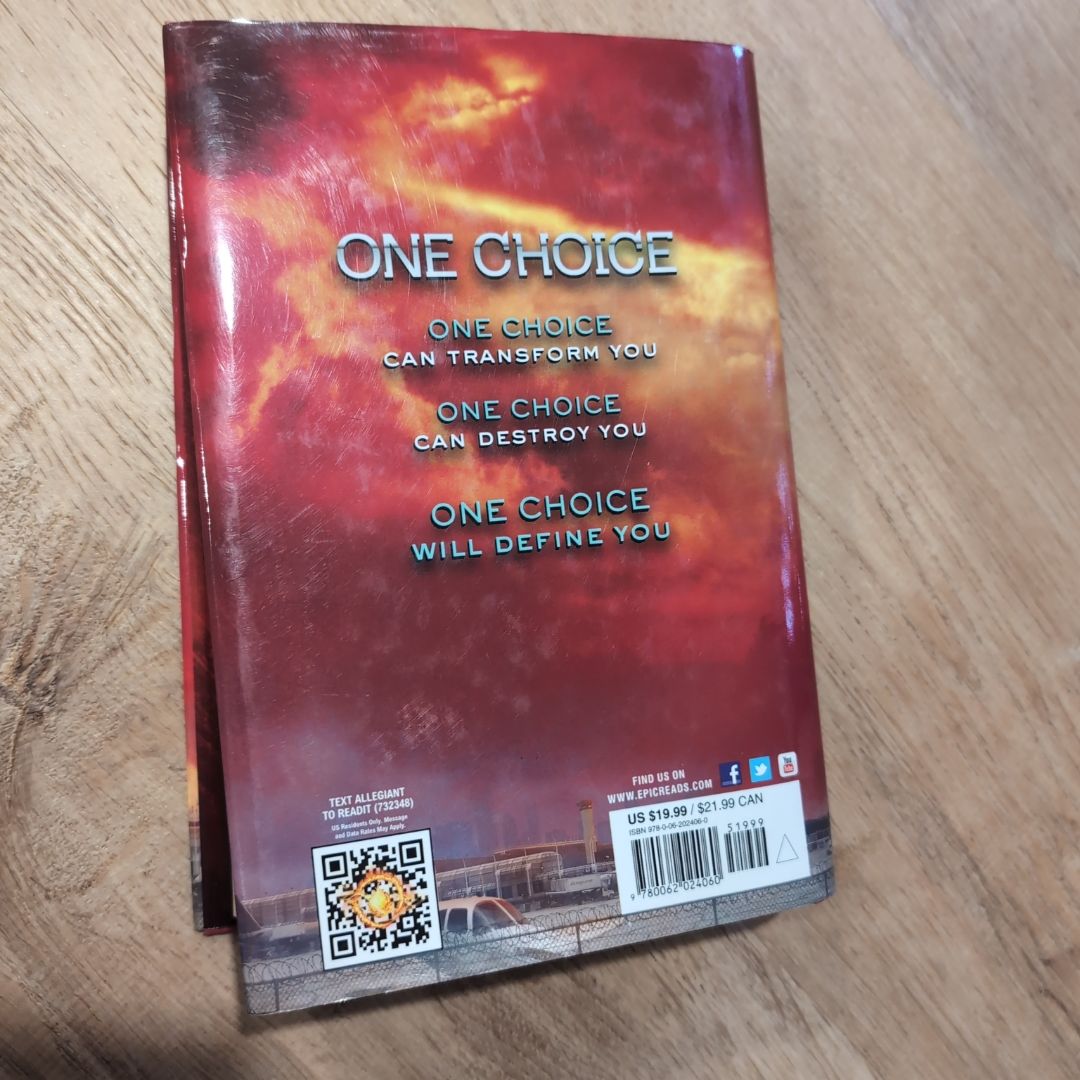 ONE CHOICE
ONE CHOICE
CAN TRANSFORM YOU
ONE CHOICE
CAN DESTROY YOU
ONE CHOICE
WILL DEFINE YOU
TEXT ALLEGIANT
TO READIT (732348)
US Residents Only. Message
and Data Rates May Apply.
FIND US ON
WWW.EPICREADS.COM
f
You
Tube
US $19.99 / $21.99 CAN
ISBN 978-0-06-202406-0
51999
9 780062 024060